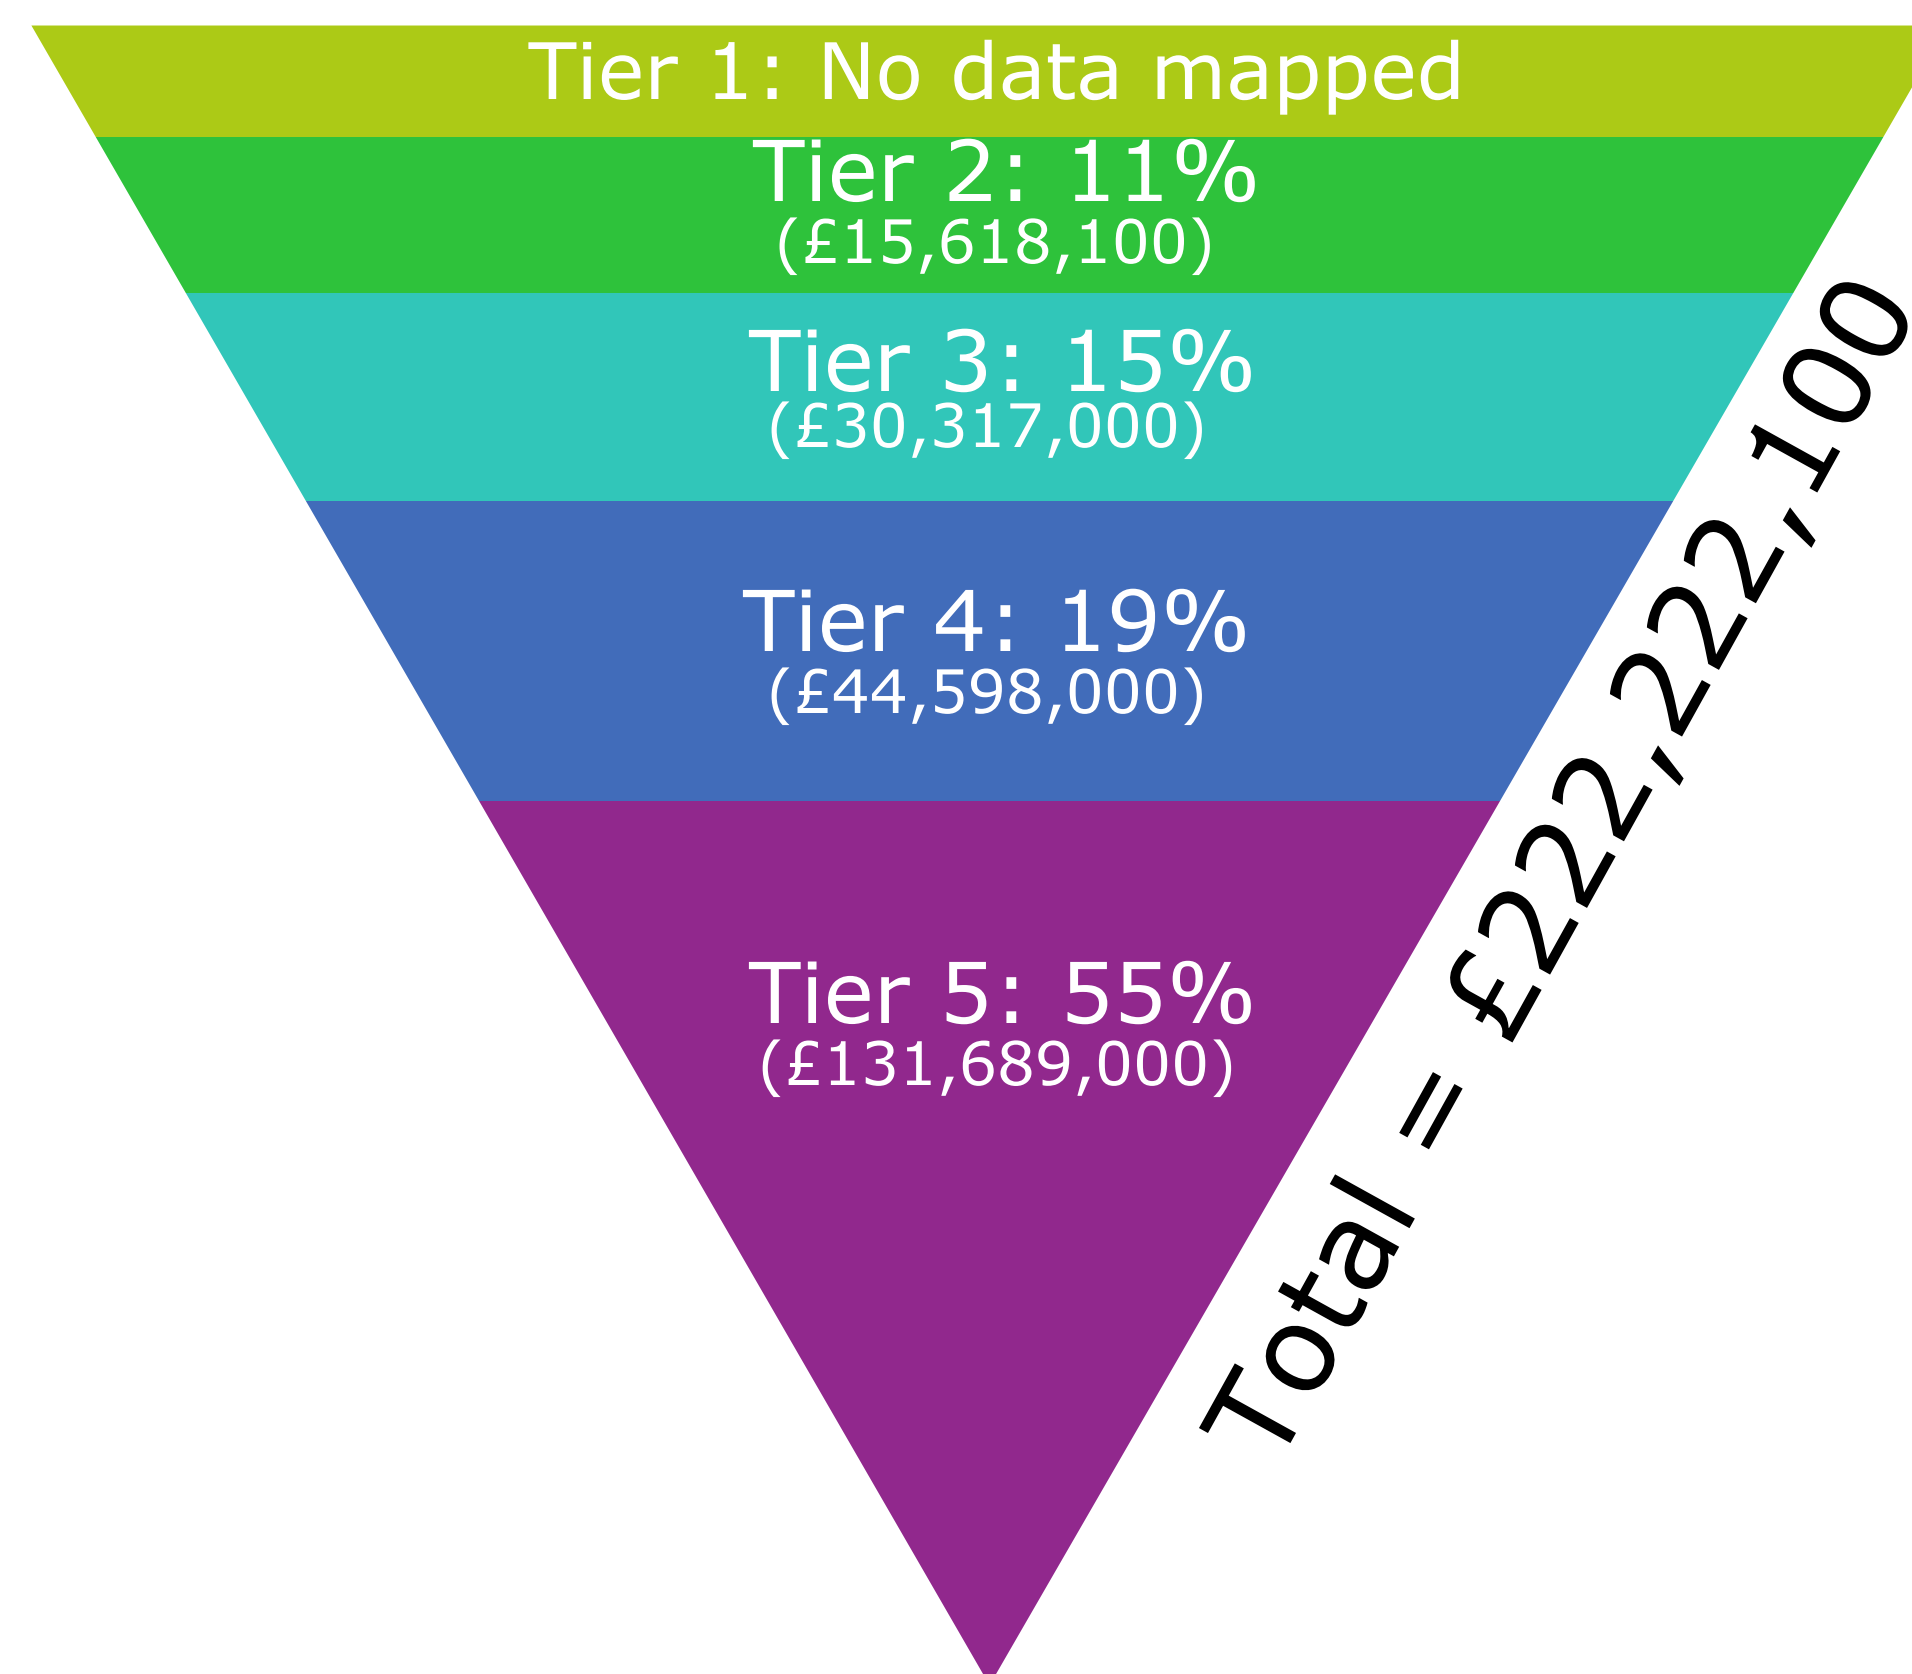 Tier 1: No data mapped
Tier 2: 11%
(£15,618,100)
Tier 3: 15%
(£30,317,000)
Tier 4: 19%
(£44,598,000)
Tier 5: 55%
(£131,689,000)
Total = £222,222,100